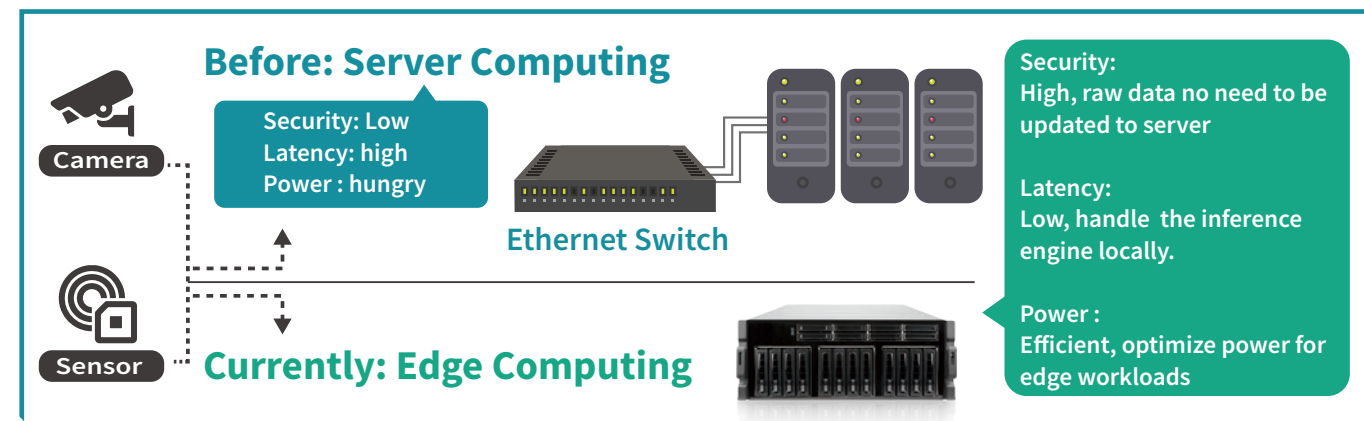 Before: Server Computing
Security: Low
Latency: high
Power : hungry
Camera
Ethernet Switch
Sensor
Currently: Edge Computing
Security:
High, raw data no need to be
updated to server
Latency:
Low, handle  the inference
engine locally.
Power :
Efficient, optimize power for
edge workloads